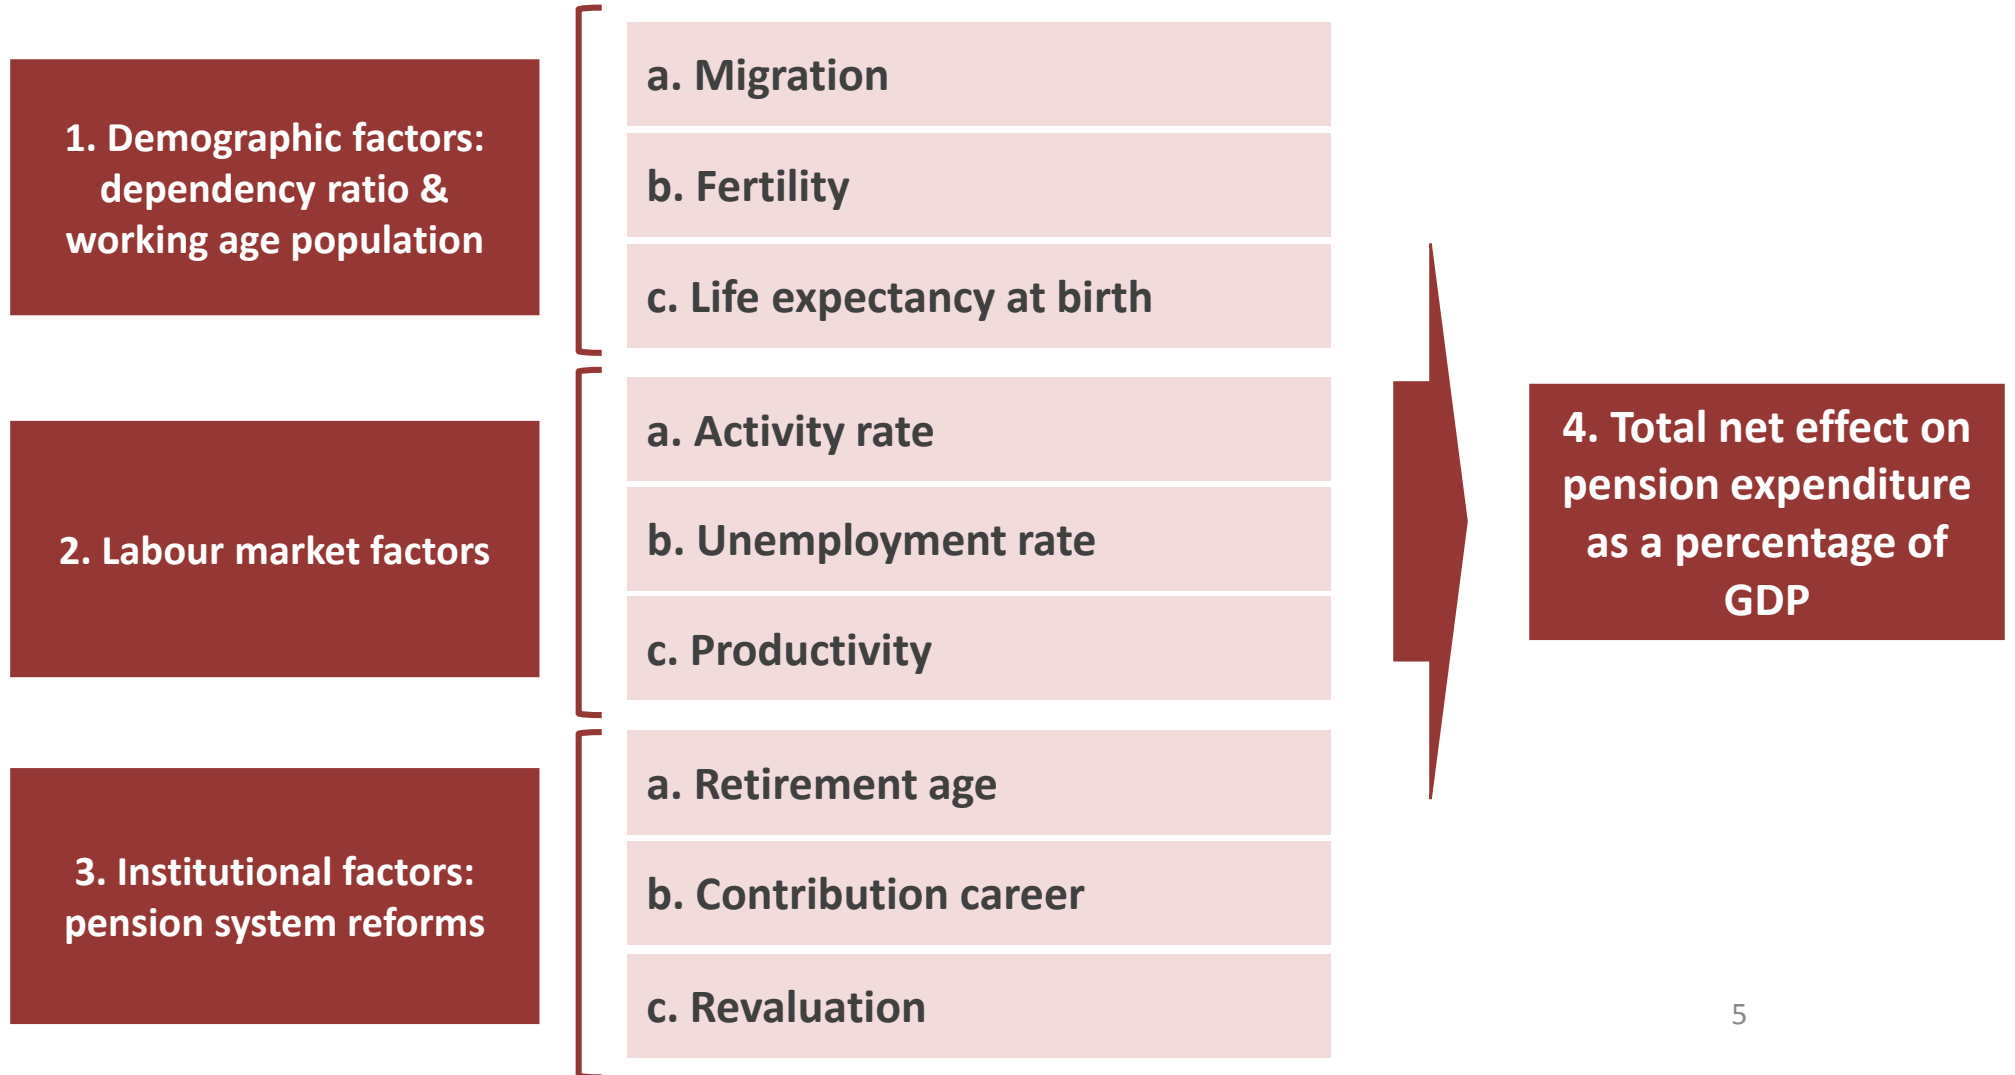 1. Demographic factors:
dependency ratio &
working age population
a. Migration
b. Fertility
c. Life expectancy at birth
2. Labour market factors
a. Activity rate
b. Unemployment rate
c. Productivity
3. Institutional factors:
pension system reforms
a. Retirement age
b. Contribution career
c. Revaluation
4. Total net effect on
pension expenditure
as a percentage of
GDP
5